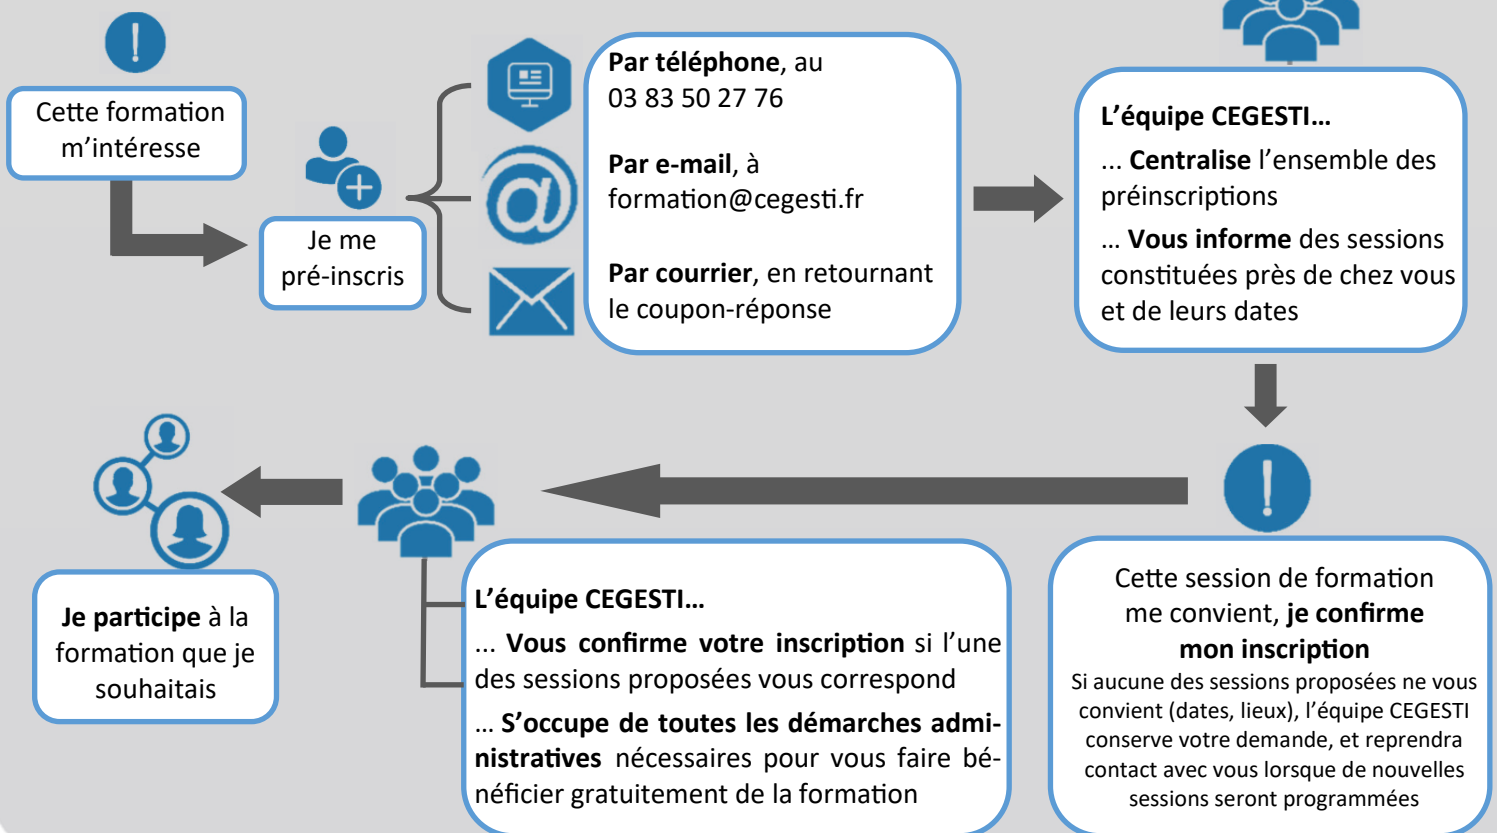 Cette formation
m’intéresse
Je me
pré-inscris
Par téléphone, au
03 83 50 27 76
Par e-mail, à
formation@cegesti.fr
Par courrier, en retournant
le coupon-réponse
L’équipe CEGESTI…
... Centralise l’ensemble des
préinscriptions
… Vous informe des sessions
constituées près de chez vous
et de leurs dates
Cette session de formation
me convient, je confirme
mon inscription
Si aucune des sessions proposées ne vous
convient (dates, lieux), l’équipe CEGESTI
conserve votre demande, et reprendra
contact avec vous lorsque de nouvelles
sessions seront programmées
L’équipe CEGESTI…
... Vous confirme votre inscription si l’une
des sessions proposées vous correspond
… S’occupe de toutes les démarches admi-
nistratives nécessaires pour vous faire bé-
néficier gratuitement de la formation
Je participe à la
formation que je
souhaitais